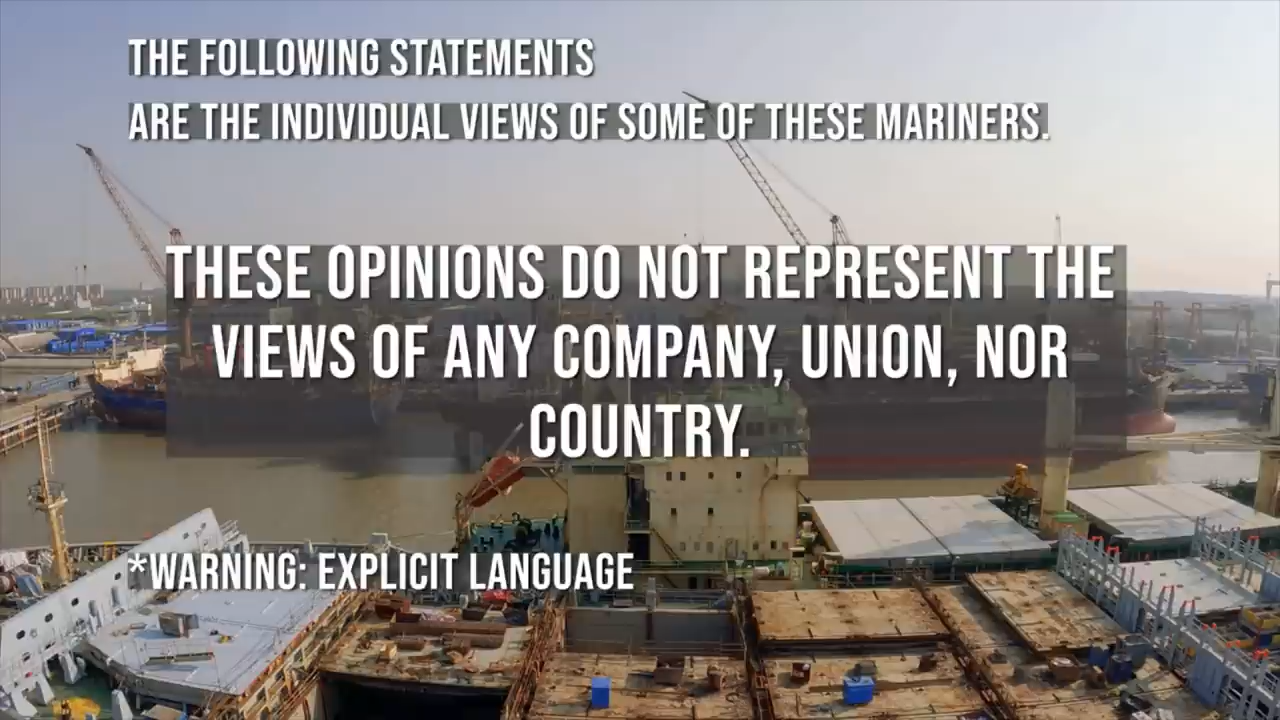 THE FOLLOWING STATEMENTS
ARE THE INDIVIDUAL VIEWS OF SOME OF THESE MARINERS.
THESE OPINIONS DO NOT REPRESENT THE
VIEWS OF ANY COMPANY, UNION, NOR
COUNTRY.
*WARNING: EXPLICIT LANGUAGE